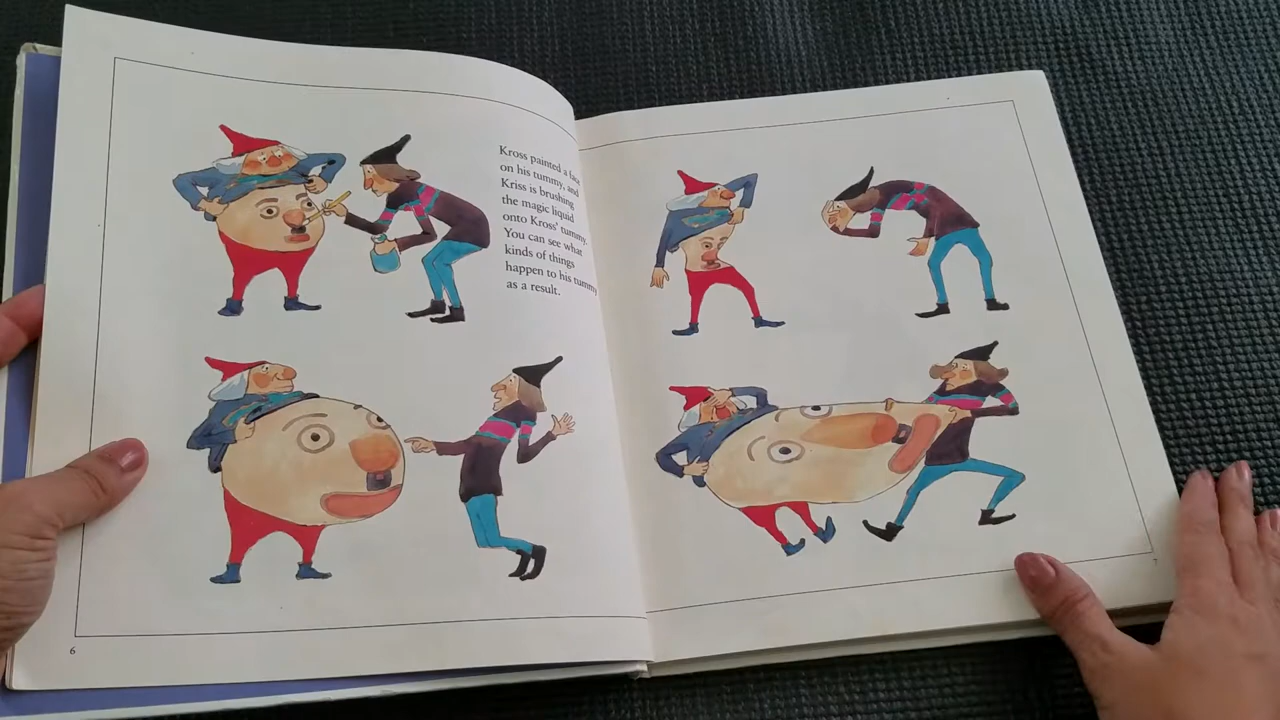 Kross painted a face
on his tummy, and
Kriss is brushing
the magic liquid
onto Kross' tummy.
You can see what
kinds of things
happen to his tummy
as a result.
6